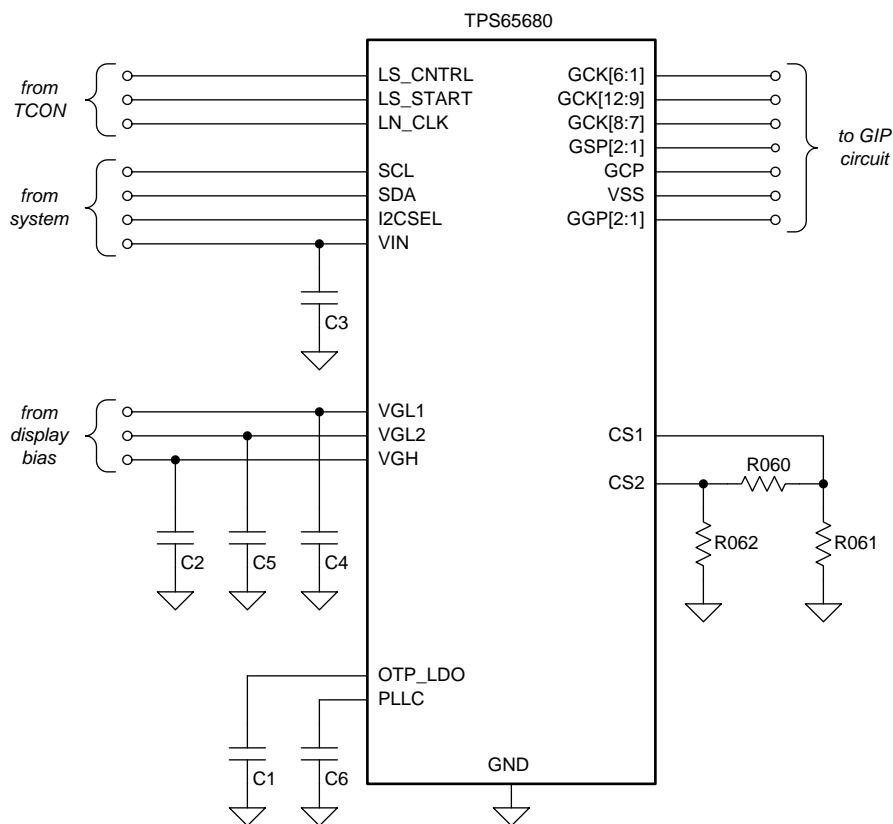 TPS65680
from
TCON
LS_CNTRL
LS_START
LN_CLK
GCK[6:1]
GCK[12:9]
GCK[8:7]
GSP[2:1]
GCP
VSS
GGP[2:1]
to GIP
circuit
from
system
SCL
SDA
I2CSEL
VIN
C3
from
display
bias
VGL1
VGL2
VGH
CS1
CS2
R060
R062
R061
C2
C5
C4
OTP_LDO
PLLC
C1
C6
GND